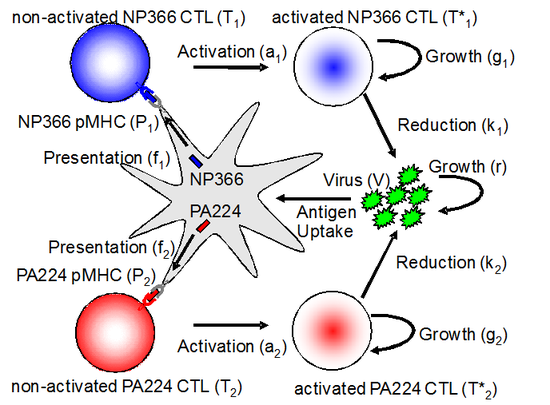 non-activated NP366 CTL (T₁)
activated NP366 CTL (T*₁)
Activation (a₁)
Growth (g₁)
NP366 pMHC (P₁)
Reduction (k₁)
Presentation (f₁)
NP366
Virus (V)
Growth (r)
PA224
Antigen
Uptake
Presentation (f₂)
PA224 pMHC (P₂)
Reduction (k₂)
Activation (a₂)
Growth (g₂)
non-activated PA224 CTL (T₂)
activated PA224 CTL (T*₂)